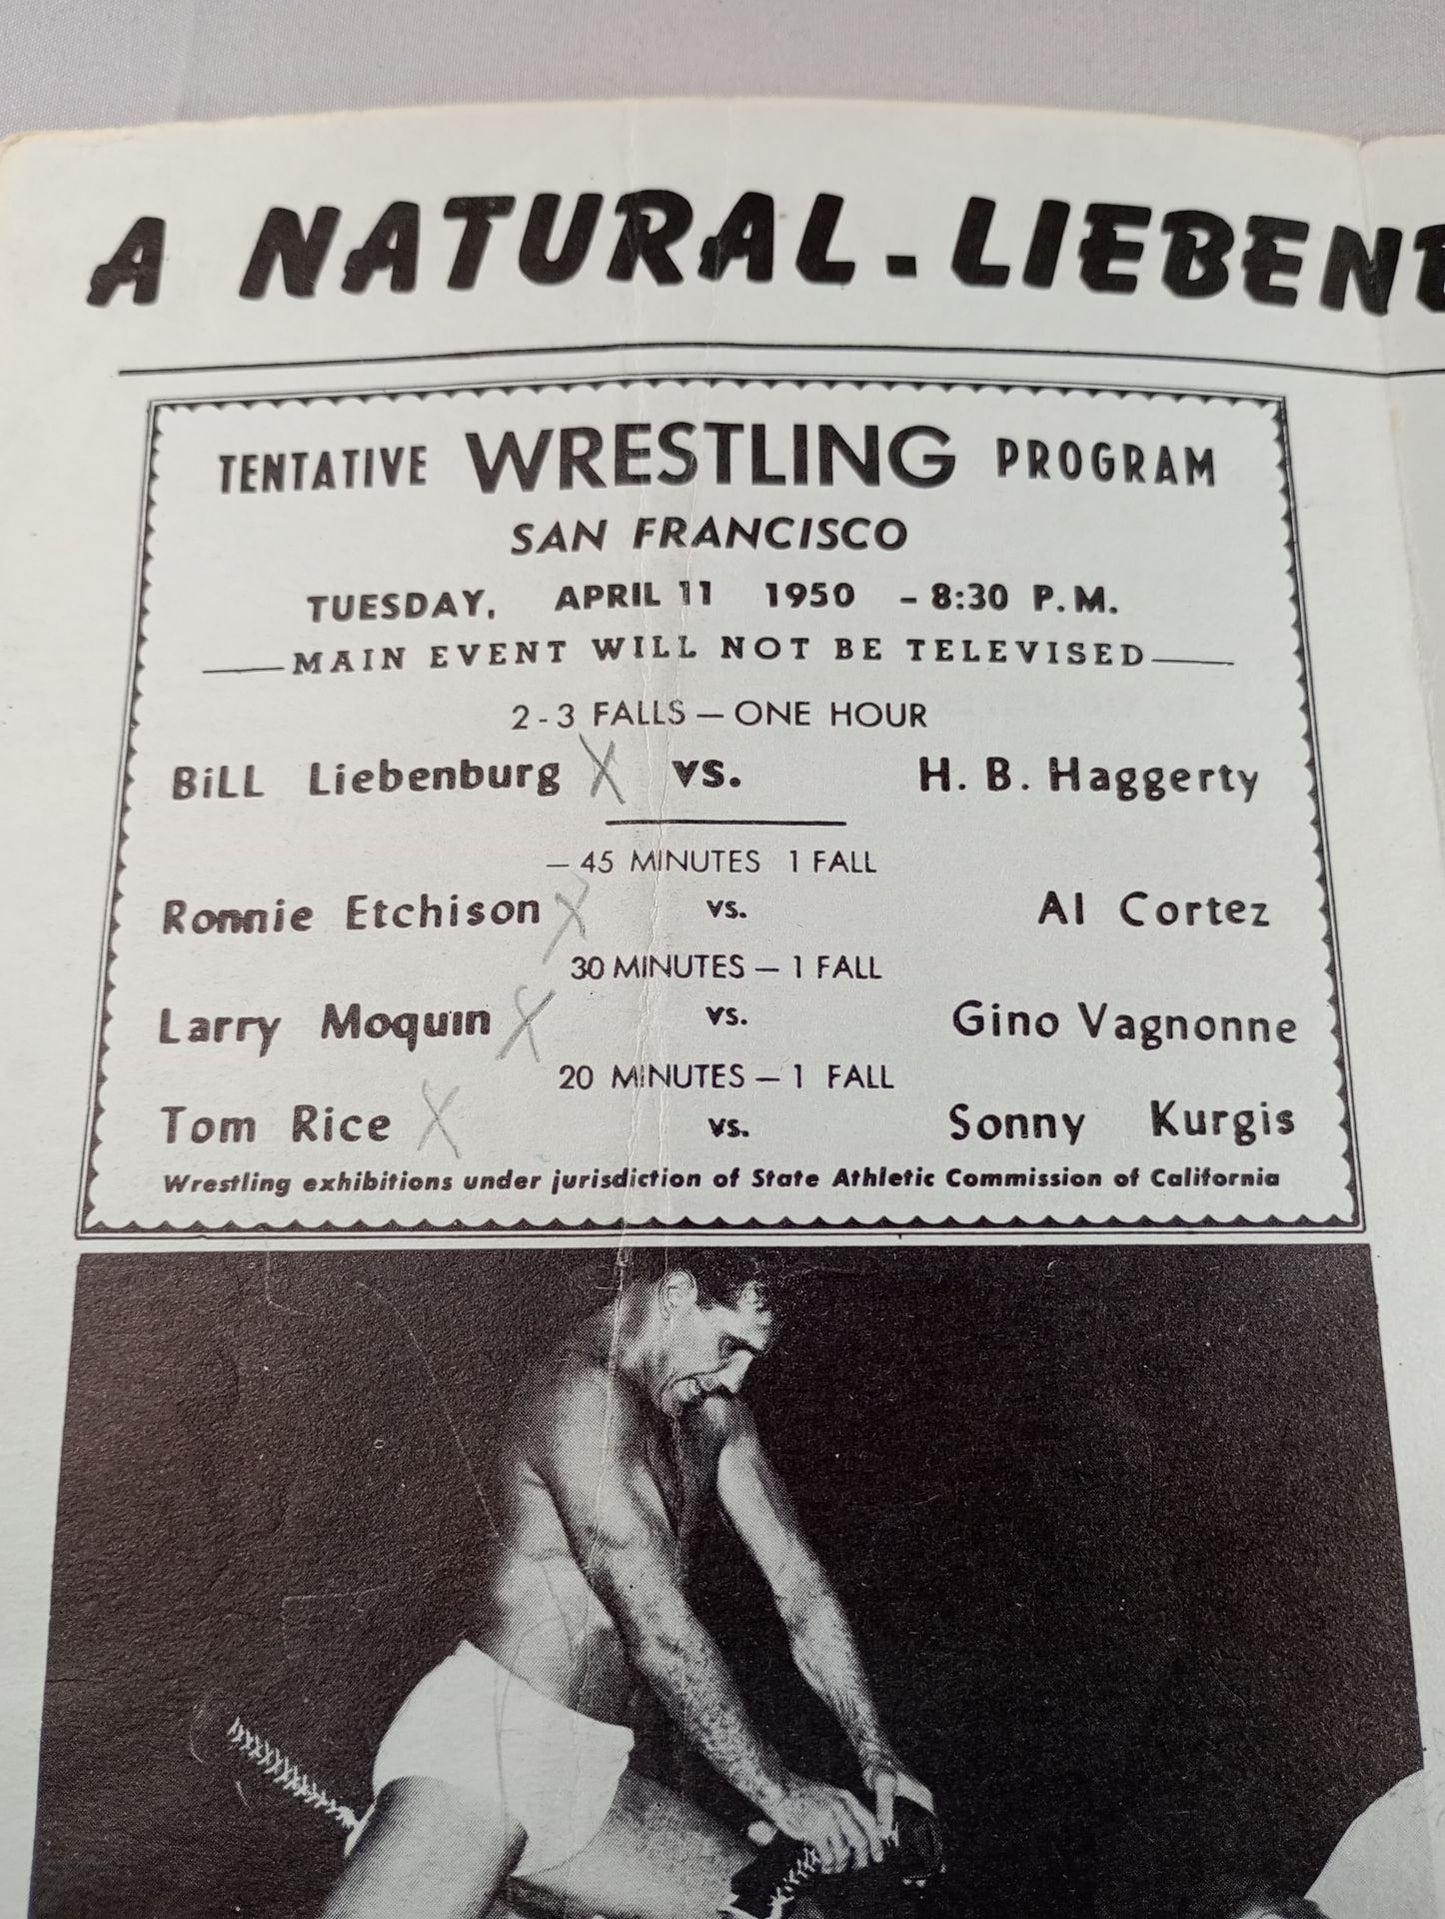 A NATURAL - LIEBEN
TENTATIVE WRESTLING PROGRAM
SAN FRANCISCO
TUESDAY, APRIL 11 1950 - 8:30 P.M.
MAIN EVENT WILL NOT BE TELEVISED
2-3 FALLS — ONE HOUR
BiLL Liebenburg X vs. H. B. Haggerty
— 45 MINUTES 1 FALL
Ronnie Etchison X vs. Al Cortez
30 MINUTES — 1 FALL
Larry Moquin X vs. Gino Vagnonne
20 MINUTES — 1 FALL
Tom Rice X vs. Sonny Kurgis
Wrestling exhibitions under jurisdiction of State Athletic Commission of California